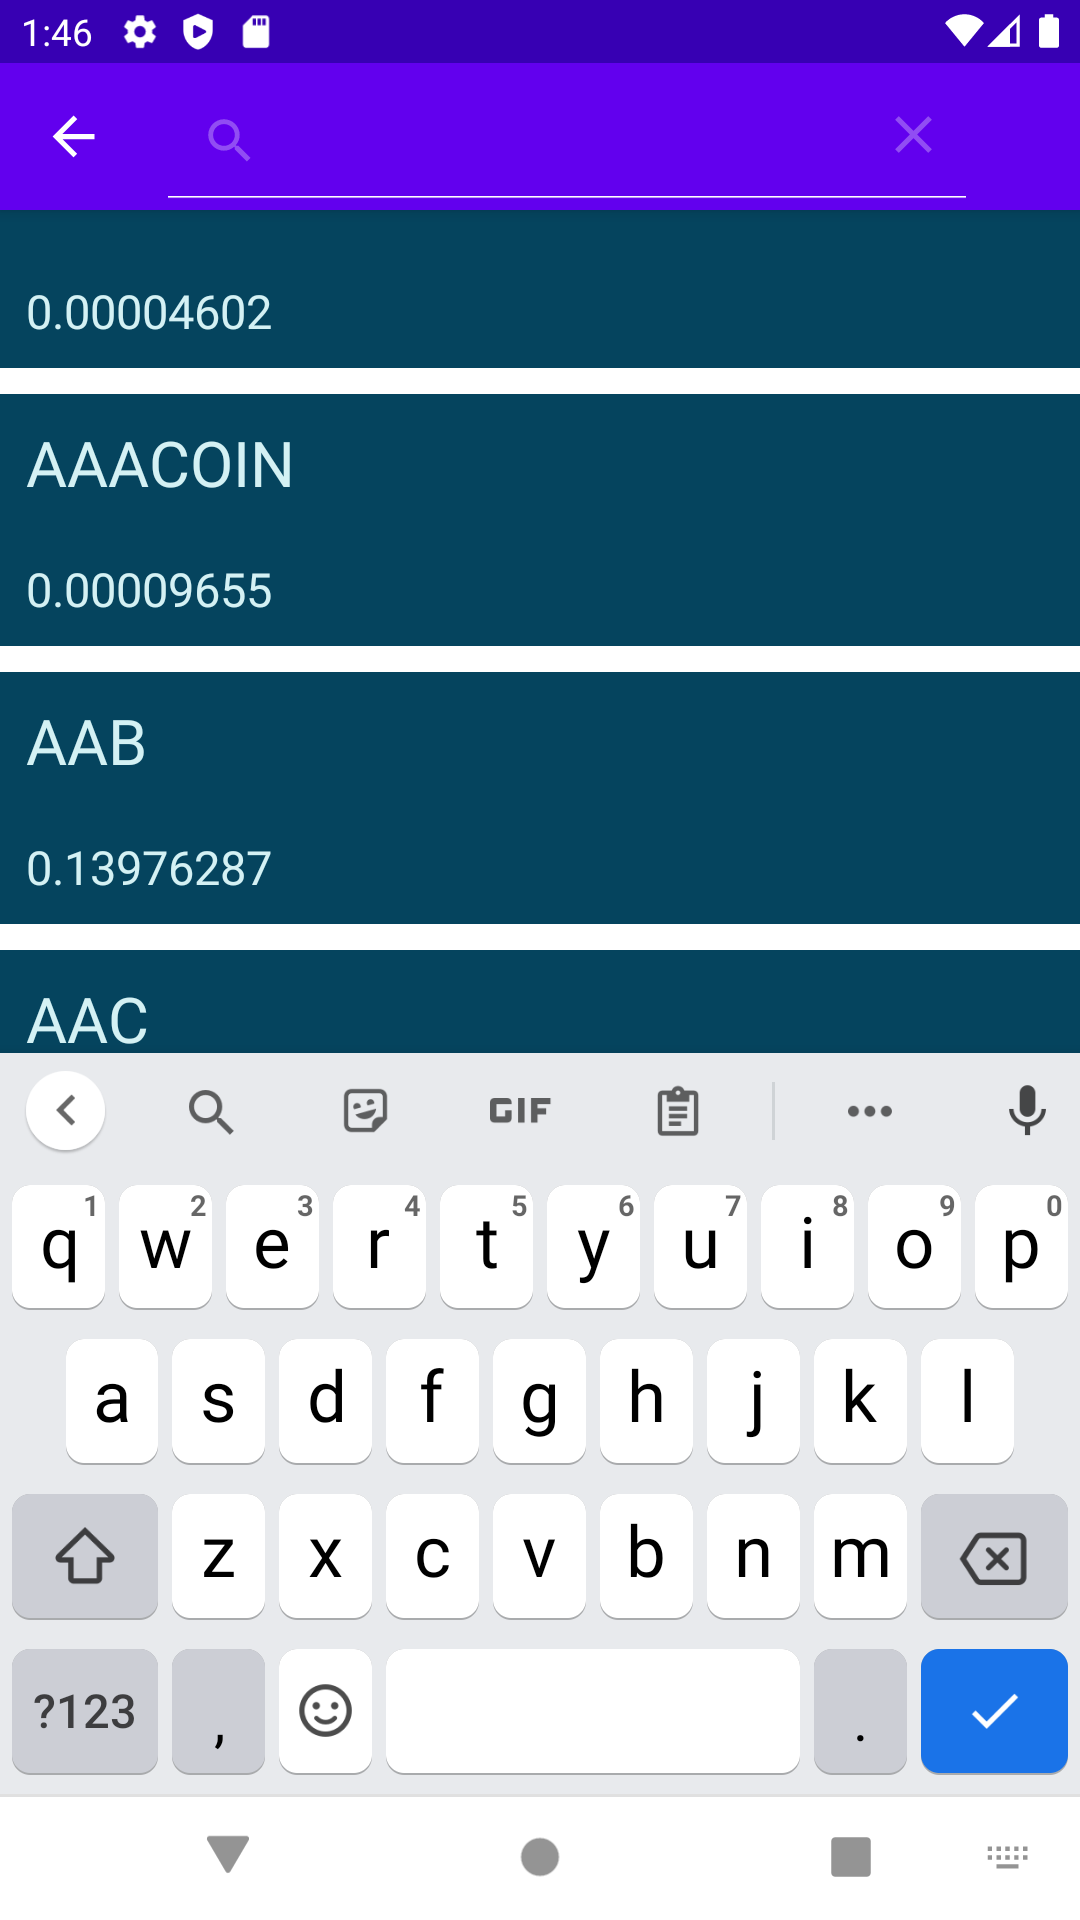 1:46
0.00004602
AAACOIN
0.00009655
AAB
0.13976287
AAC
GIF
1 2 3 4 5 6 7 8 9 0
q w e r t y u i o p
a s d f g h j k l
z x c v b n m
?123 , .